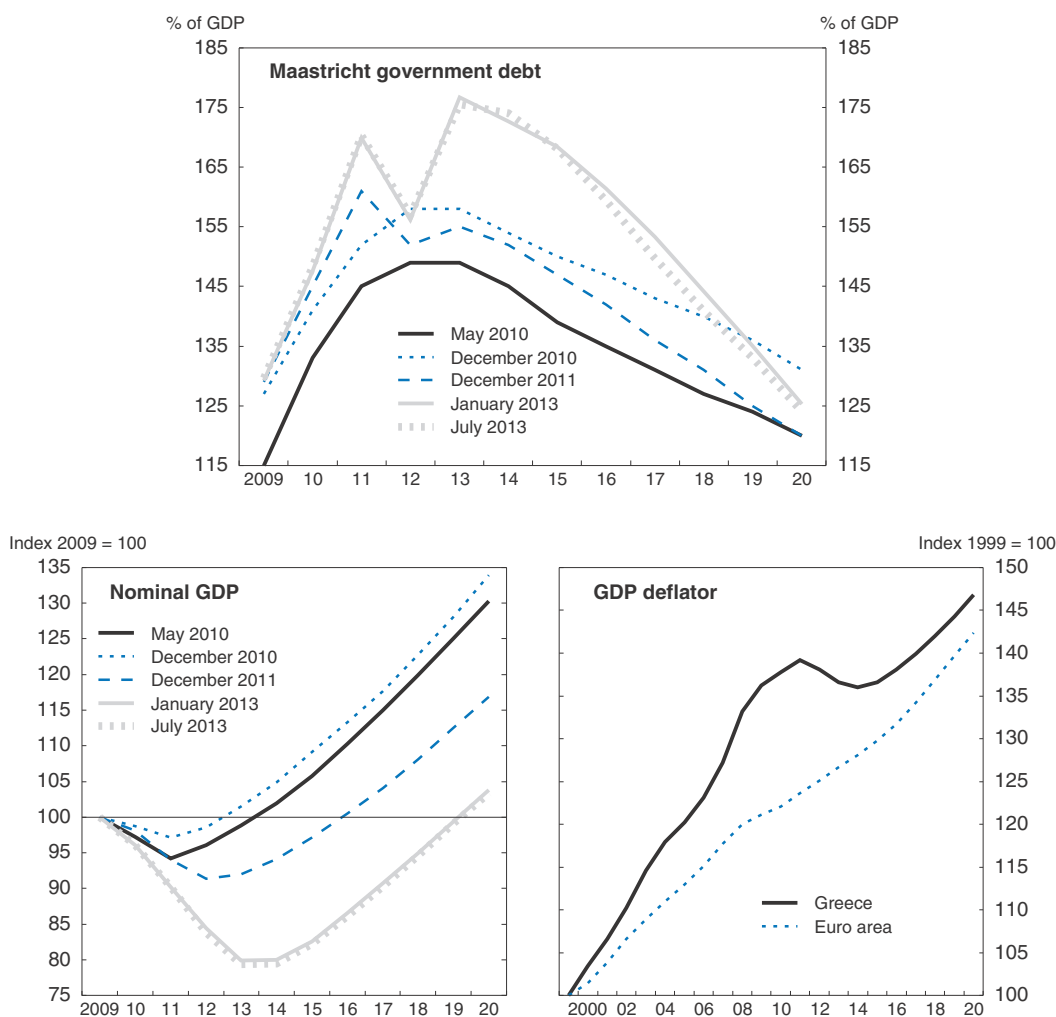 % of GDP % of GDP
185 185
Maastricht government debt
175 175
165 165
155 155
145 145
May 2010
135 135
December 2010
December 2011
125 January 2013 125
July 2013
115 115
2009 10 11 12 13 14 15 16 17 18 19 20
Index 2009 = 100
135
Nominal GDP
130
May 2010
125
December 2010
120
December 2011
115
January 2013
110
July 2013
105
100
95
90
85
80
75
2009 10 11 12 13 14 15 16 17 18 19 20
Index 1999 = 100
150
GDP deflator
145
140
135
130
125
120
115
110
Greece
Euro area
105
100
2000 02 04 06 08 10 12 14 16 18 20